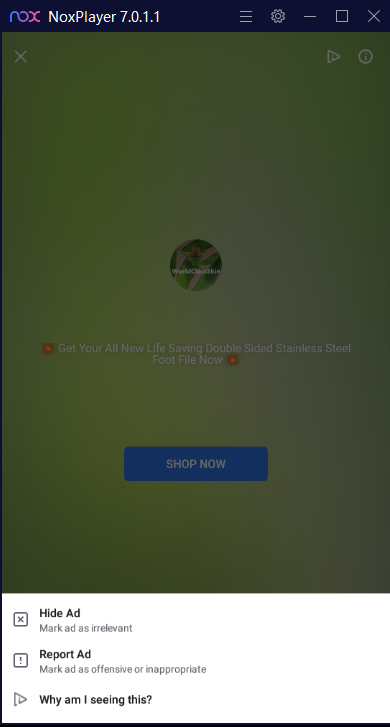 nox NoxPlayer 7.0.1.1
WorldClassSkin
💥 Get Your All New Life Saving Double Sided Stainless Steel
Foot File Now 💥
SHOP NOW
Hide Ad
Mark ad as irrelevant
Report Ad
Mark ad as offensive or inappropriate
Why am I seeing this?